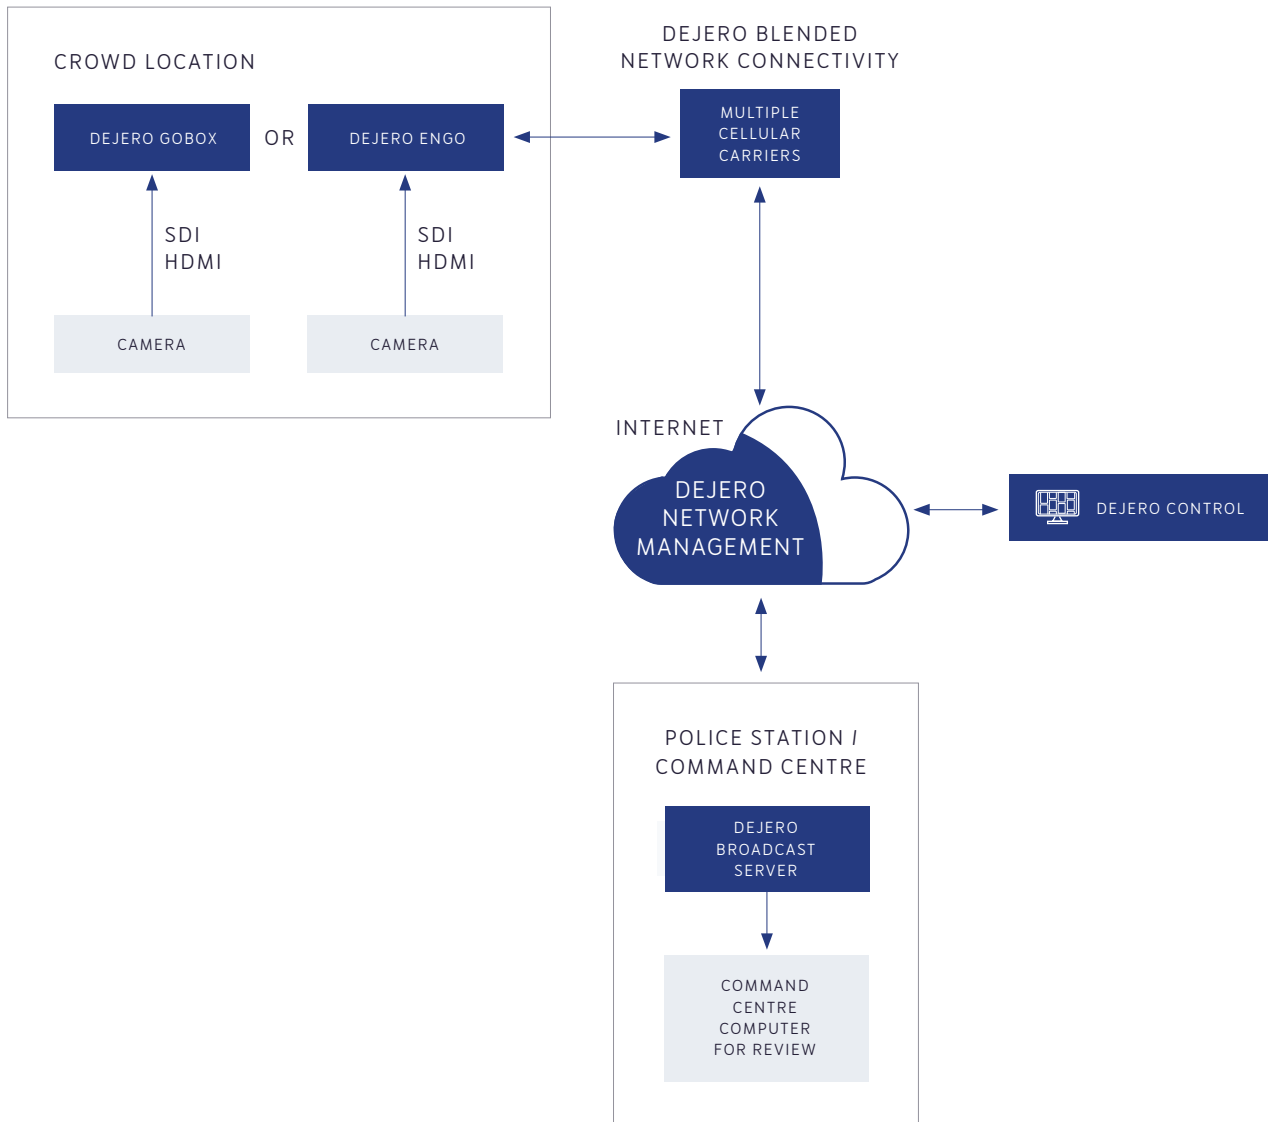 CROWD LOCATION
DEJERO GOBOX
OR
DEJERO ENGO
SDI
HDMI
SDI
HDMI
CAMERA
CAMERA
DEJERO BLENDED
NETWORK CONNECTIVITY
MULTIPLE
CELLULAR
CARRIERS
INTERNET
DEJERO
NETWORK
MANAGEMENT
DEJERO CONTROL
POLICE STATION /
COMMAND CENTRE
DEJERO
BROADCAST
SERVER
COMMAND
CENTRE
COMPUTER
FOR REVIEW